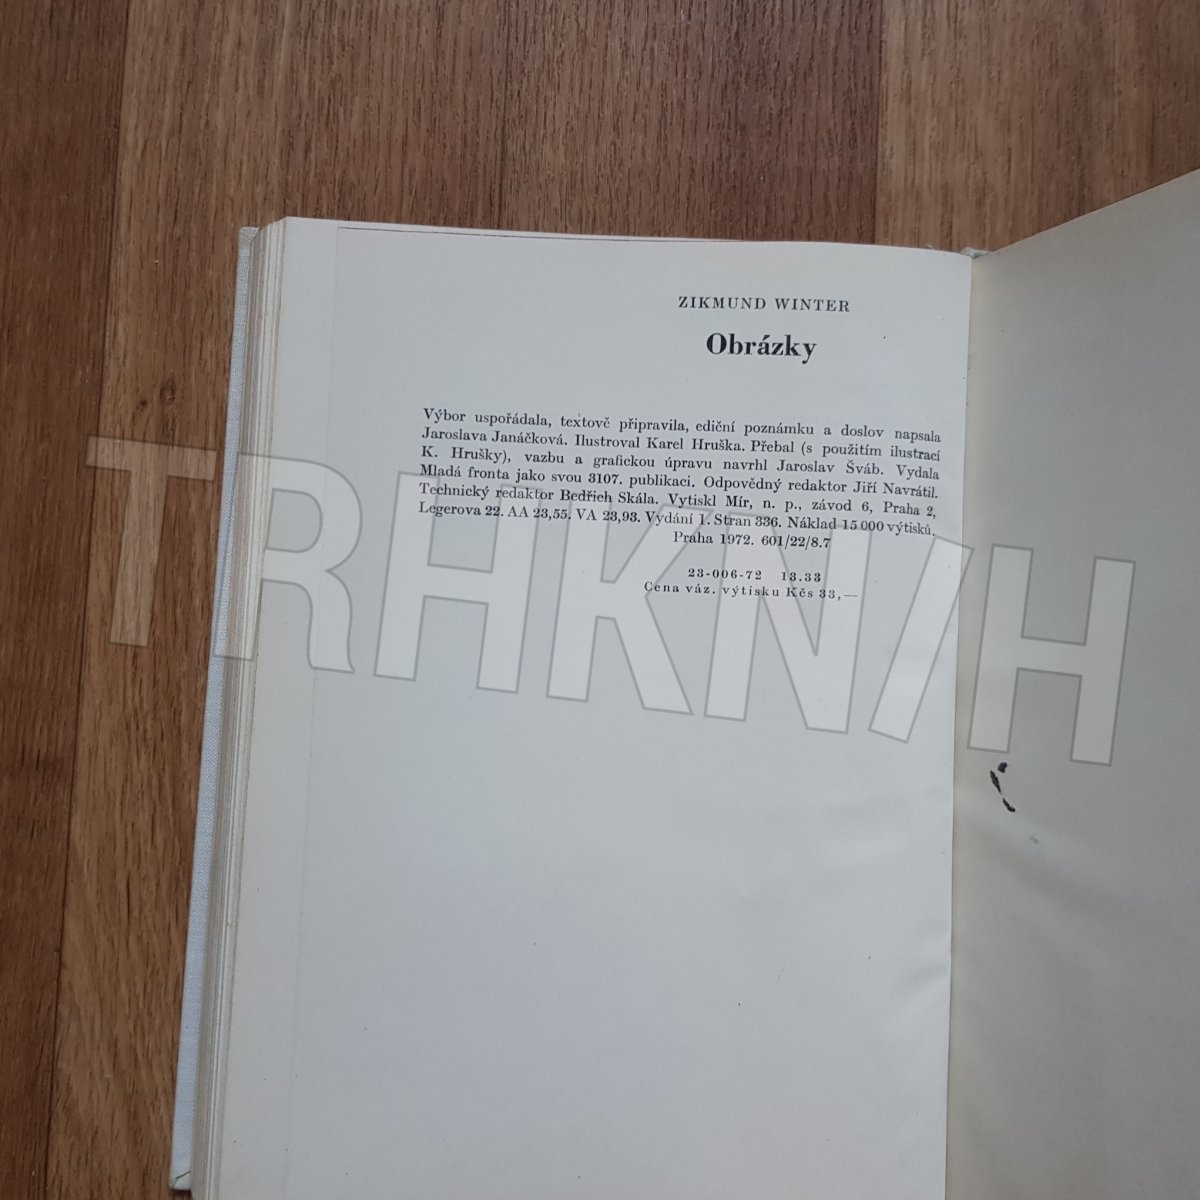 ZIKMUND WINTER
Obrázky
Výbor uspořádala, textově připravila, ediční poznámku a doslov napsala
Jaroslava Janáčková. Ilustroval Karel Hruška. Přebal (s použitím ilustrací
K. Hrušky), vazbu a grafickou úpravu navrhl Jaroslav Šváb. Vydala
Mladá fronta jako svou 3107. publikaci. Odpovědný redaktor Jiří Navrátil.
Technický redaktor Bedřich Skála. Vytiskl Mír, n. p., závod 6, Praha 2,
Legerova 22. AA 23,55. VA 23,93. Vydání 1. Stran 336. Náklad 15 000 výtisků.
Praha 1972. 601/22/8.7
23-006-72 13.33
Cena váz. výtisku Kčs 33,—
TRHKNIH